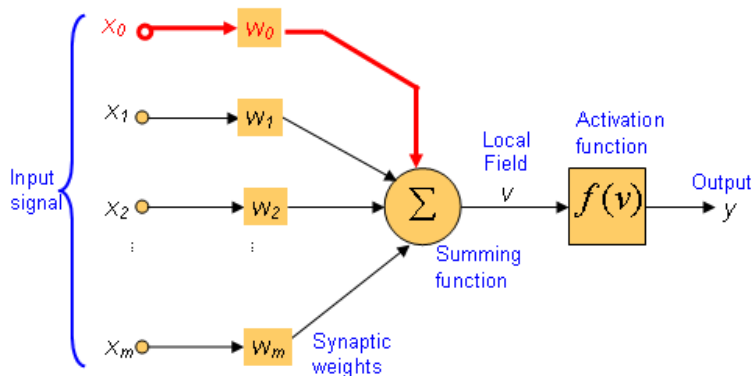 x0 w0
x1 w1
Local
Field
v
Activation
function
Input
signal
x2 w2
Σ
f(v)
Output
y
⋮ ⋮
Summing
function
xm wm
Synaptic
weights